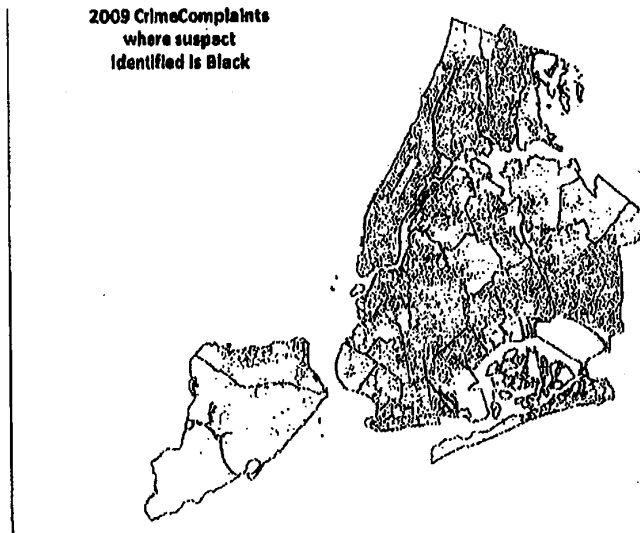 2009 CrimeComplaints
where suspect
Identified is Black